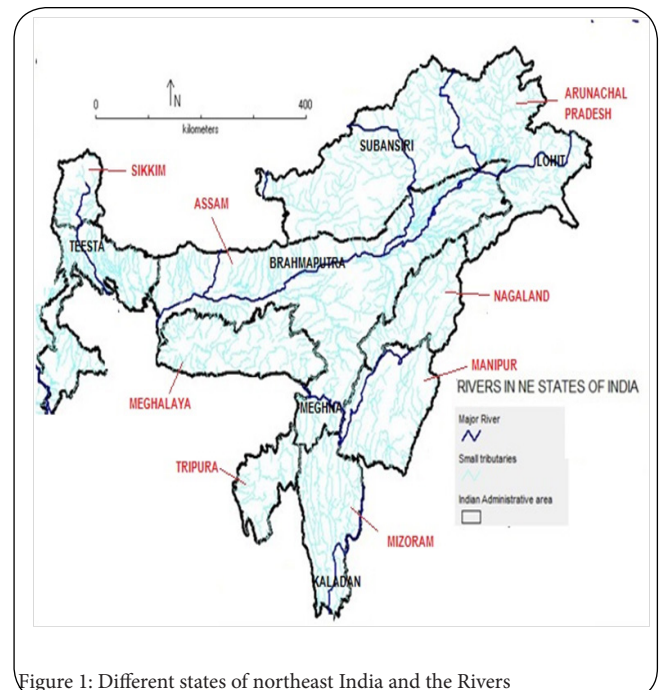 ARUNACHAL
PRADESH
N
0 400
kilometers
SUBANSIRI
LOHIT
SIKKIM
ASSAM
TEESTA
BRAHMAPUTRA
NAGALAND
MANIPUR
RIVERS IN NE STATES OF INDIA
MEGHALAYA
MEGHNA
Major River
Small tributaries
Indian Administrative area
TRIPURA
MIZORAM
KALADAN
Figure 1: Different states of northeast India and the Rivers